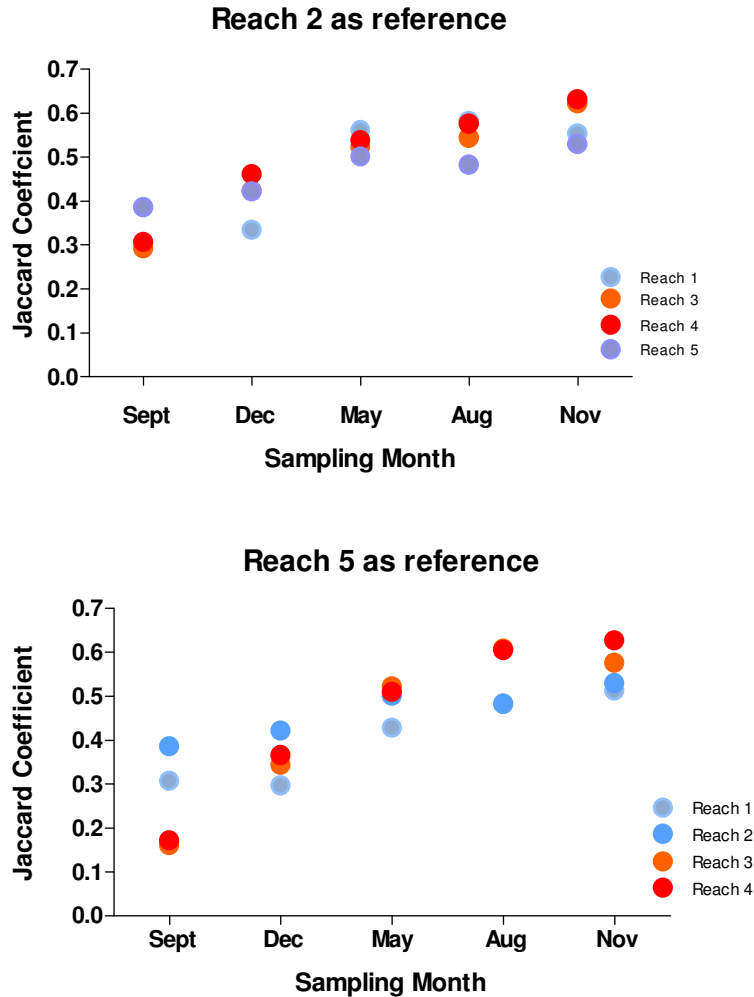 Reach 2 as reference
Jaccard Coeffcient
0.7
0.6
0.5
0.4
0.3
0.2
0.1
0.0
Reach 1
Reach 3
Reach 4
Reach 5
Sept Dec May Aug Nov
Sampling Month
Reach 5 as reference
Jaccard Coefficient
0.7
0.6
0.5
0.4
0.3
0.2
0.1
0.0
Reach 1
Reach 2
Reach 3
Reach 4
Sept Dec May Aug Nov
Sampling Month